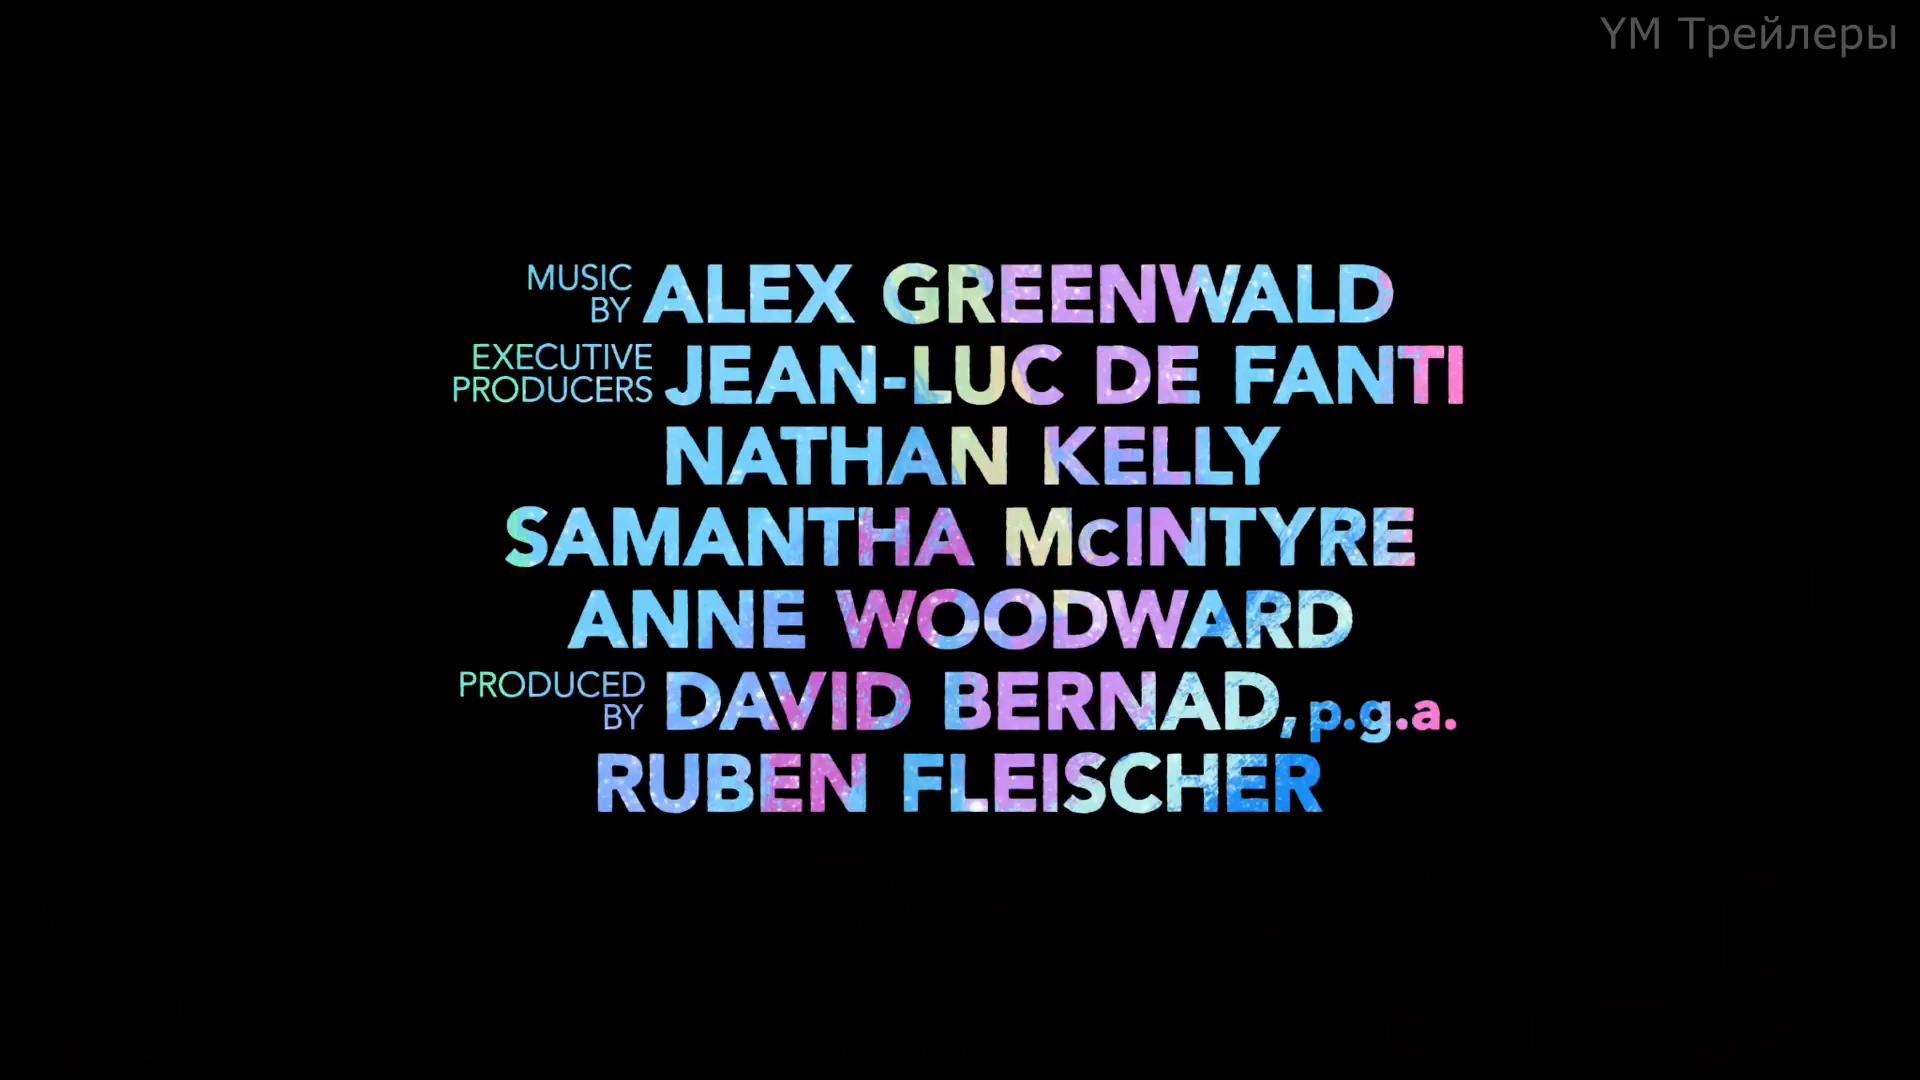 YM Трейлеры
MUSIC BY ALEX GREENWALD
EXECUTIVE PRODUCERS JEAN-LUC DE FANTI
NATHAN KELLY
SAMANTHA McINTYRE
ANNE WOODWARD
PRODUCED BY DAVID BERNAD, p.g.a.
RUBEN FLEISCHER